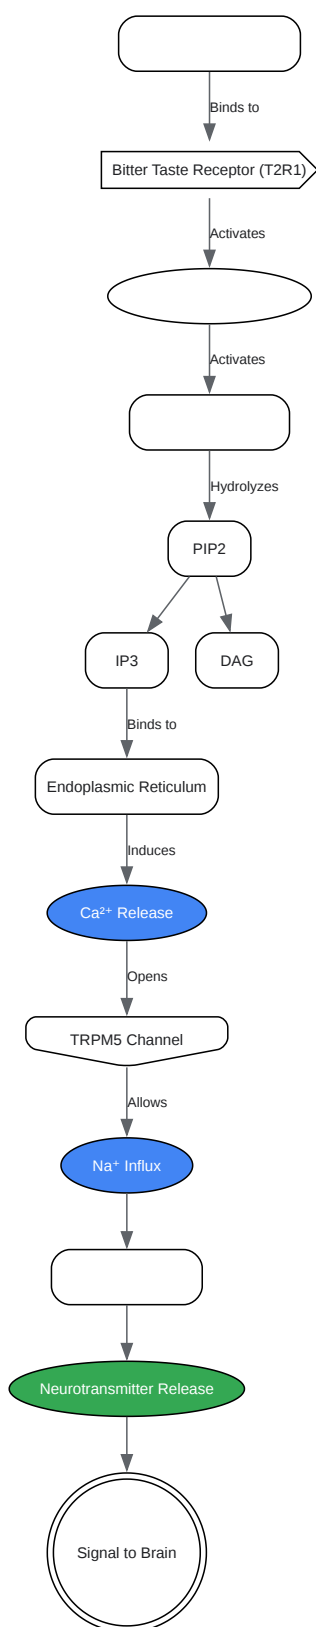 Binds to
Bitter Taste Receptor (T2R1)
Activates
Activates
Hydrolyzes
PIP2
IP3
DAG
Binds to
Endoplasmic Reticulum
Induces
Ca²⁺ Release
Opens
TRPM5 Channel
Allows
Na⁺ Influx
Neurotransmitter Release
Signal to Brain